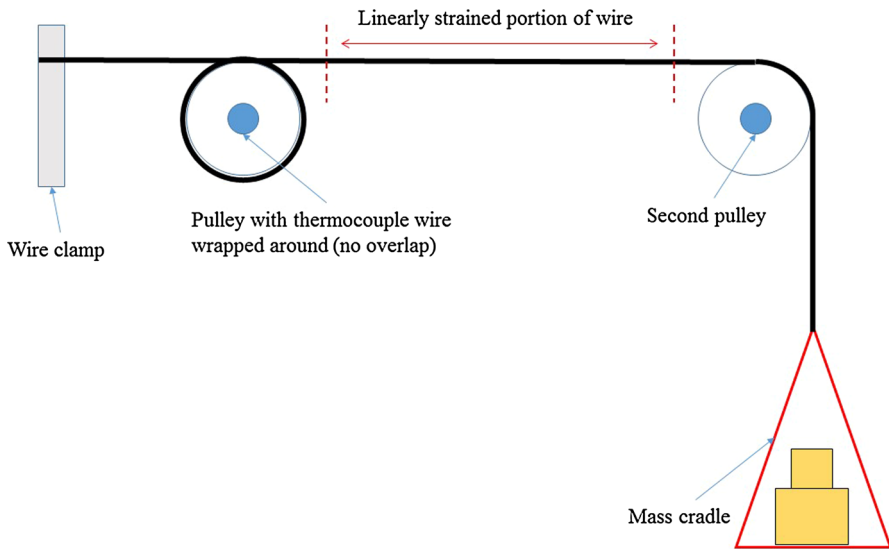 Linearly strained portion of wire
Pulley with thermocouple wire
wrapped around (no overlap)
Second pulley
Wire clamp
Mass cradle